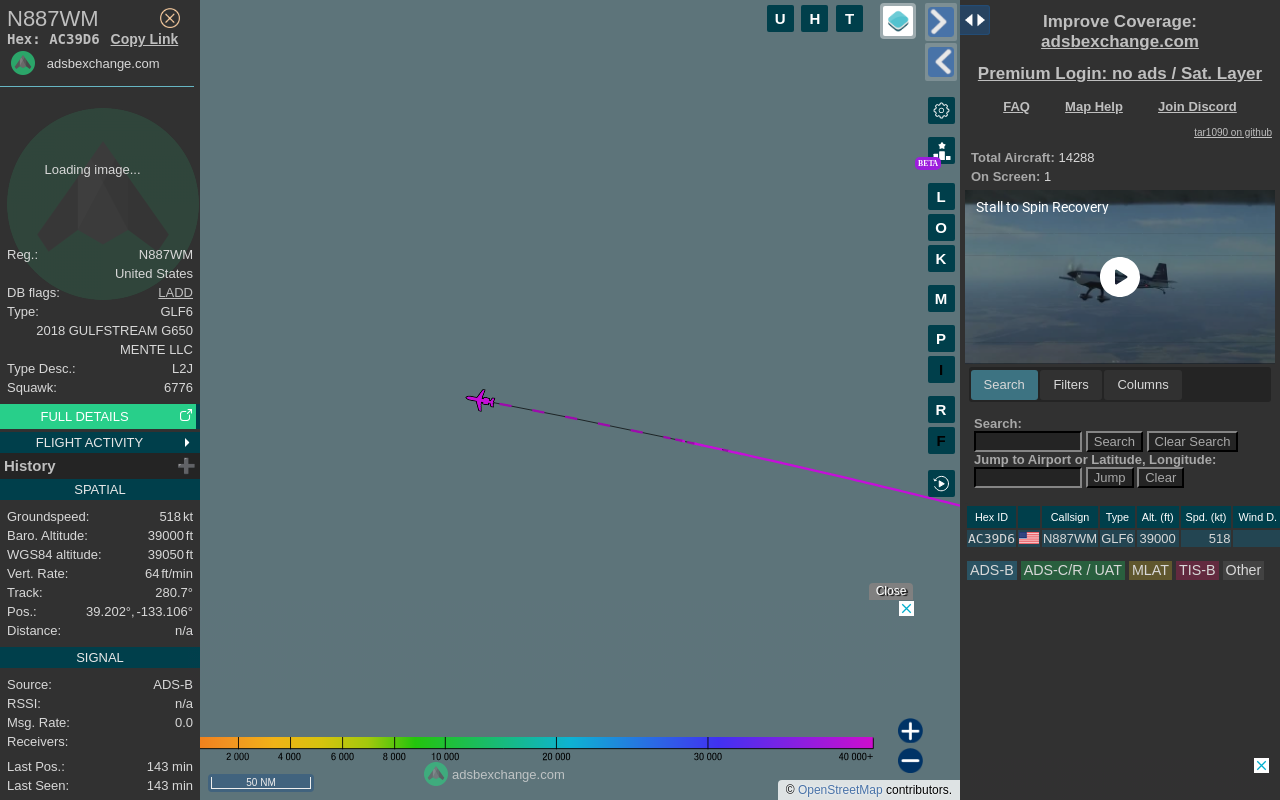 N887WM
Hex: AC39D6 Copy Link
adsbexchange.com
Loading image...
Reg.: N887WM
United States
DB flags: LADD
Type: GLF6
2018 GULFSTREAM G650
MENTE LLC
Type Desc.: L2J
Squawk: 6776
FULL DETAILS
FLIGHT ACTIVITY
History
SPATIAL
Groundspeed: 518 kt
Baro. Altitude: 39000 ft
WGS84 altitude: 39050 ft
Vert. Rate: 64 ft/min
Track: 280.7°
Pos.: 39.202°, -133.106°
Distance: n/a
SIGNAL
Source: ADS-B
RSSI: n/a
Msg. Rate: 0.0
Receivers:
Last Pos.: 143 min
Last Seen: 143 min
U H T
BETA
L
O
K
M
P
I
R
F
Close
2 000 4 000 6 000 8 000 10 000 20 000 30 000 40 000+
adsbexchange.com
50 NM
© OpenStreetMap contributors.
Improve Coverage:
adsbexchange.com
Premium Login: no ads / Sat. Layer
FAQ Map Help Join Discord
tar1090 on github
Total Aircraft: 14288
On Screen: 1
Stall to Spin Recovery
Search Filters Columns
Search:
Search Clear Search
Jump to Airport or Latitude, Longitude:
Jump Clear
Hex ID Callsign Type Alt. (ft) Spd. (kt) Wind D.
AC39D6 N887WM GLF6 39000 518
ADS-B ADS-C/R / UAT MLAT TIS-B Other